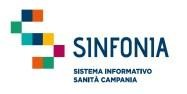 SINFONIA
SISTEMA INFORMATIVO
SANITÀ CAMPANIA